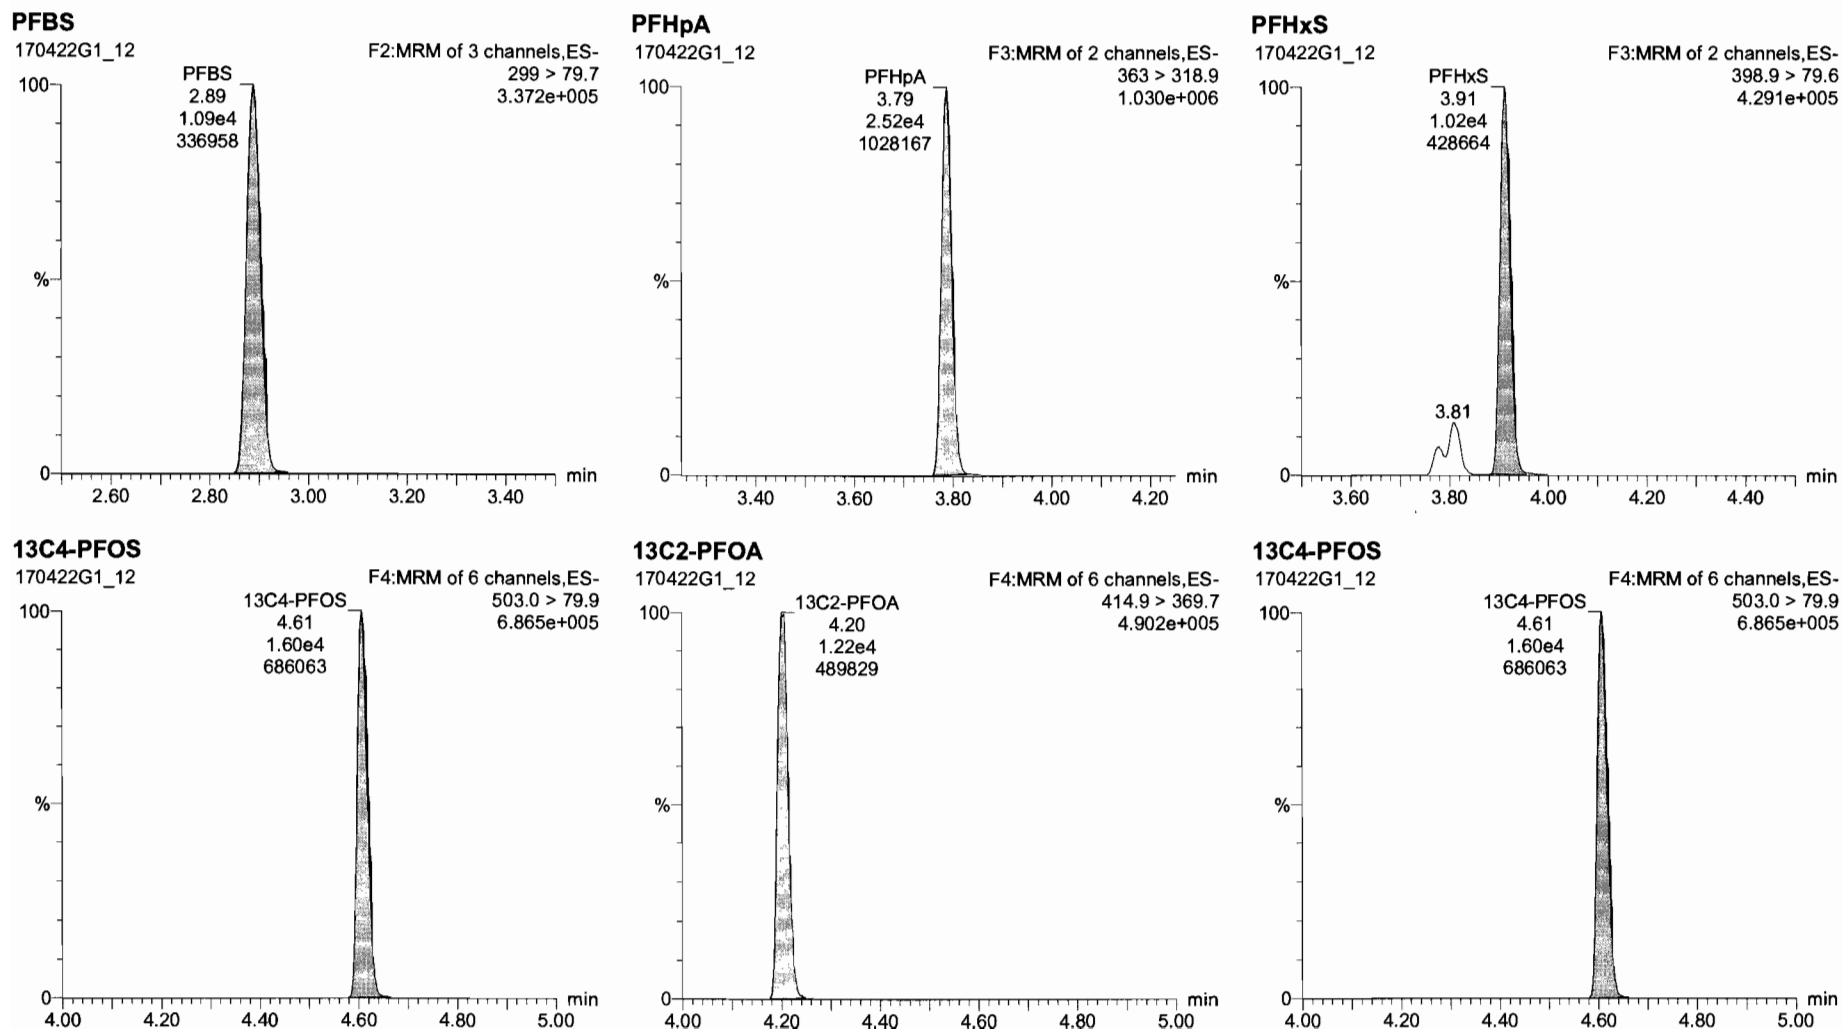 PFBS
170422G1_12
F2:MRM of 3 channels,ES-
299 > 79.7
3.372e+005
PFBS
2.89
1.09e4
336958
100
%
0
min
2.60 2.80 3.00 3.20 3.40
PFHpA
170422G1_12
F3:MRM of 2 channels,ES-
363 > 318.9
1.030e+006
PFHpA
3.79
2.52e4
1028167
100
%
0
min
3.40 3.60 3.80 4.00 4.20
PFHxS
170422G1_12
F3:MRM of 2 channels,ES-
398.9 > 79.6
4.291e+005
PFHxS
3.91
1.02e4
428664
100
%
3.81
0
min
3.60 3.80 4.00 4.20 4.40
13C4-PFOS
170422G1_12
F4:MRM of 6 channels,ES-
503.0 > 79.9
6.865e+005
13C4-PFOS
4.61
1.60e4
686063
100
%
0
min
4.00 4.20 4.40 4.60 4.80 5.00
13C2-PFOA
170422G1_12
F4:MRM of 6 channels,ES-
414.9 > 369.7
4.902e+005
13C2-PFOA
4.20
1.22e4
489829
100
%
0
min
4.00 4.20 4.40 4.60 4.80 5.00
13C4-PFOS
170422G1_12
F4:MRM of 6 channels,ES-
503.0 > 79.9
6.865e+005
13C4-PFOS
4.61
1.60e4
686063
100
%
0
min
4.00 4.20 4.40 4.60 4.80 5.00